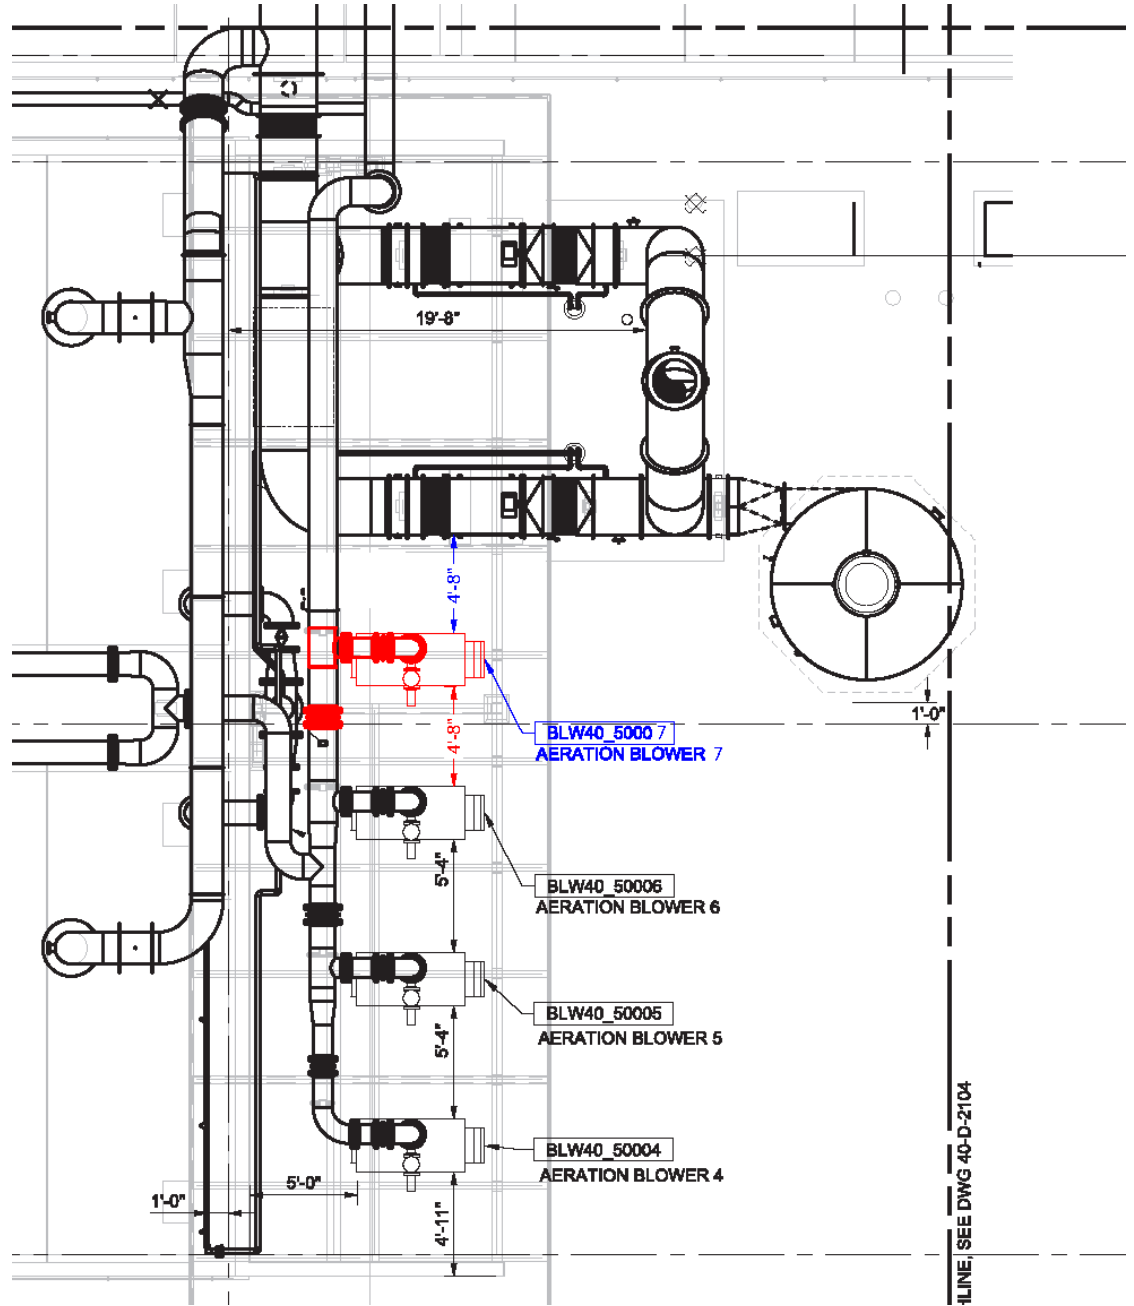 19'-8"
4'-8"
1'-0"
BLW40_5000 7
AERATION BLOWER 7
4'-8"
5'-4"
BLW40_50006
AERATION BLOWER 6
BLW40_50005
AERATION BLOWER 5
5'-4"
BLW40_50004
AERATION BLOWER 4
5'-0"
1'-0"
4'-11"
HLINE, SEE DWG 40-D-2104